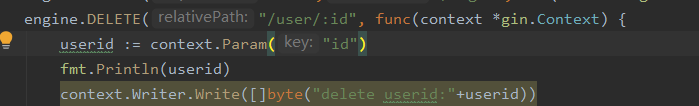 engine.DELETE( relativePath: "/user/:id", func(context *gin.Context) {
userid := context.Param( key: "id")
fmt.Println(userid)
context.Writer.Write([]byte("delete userid:"+userid))